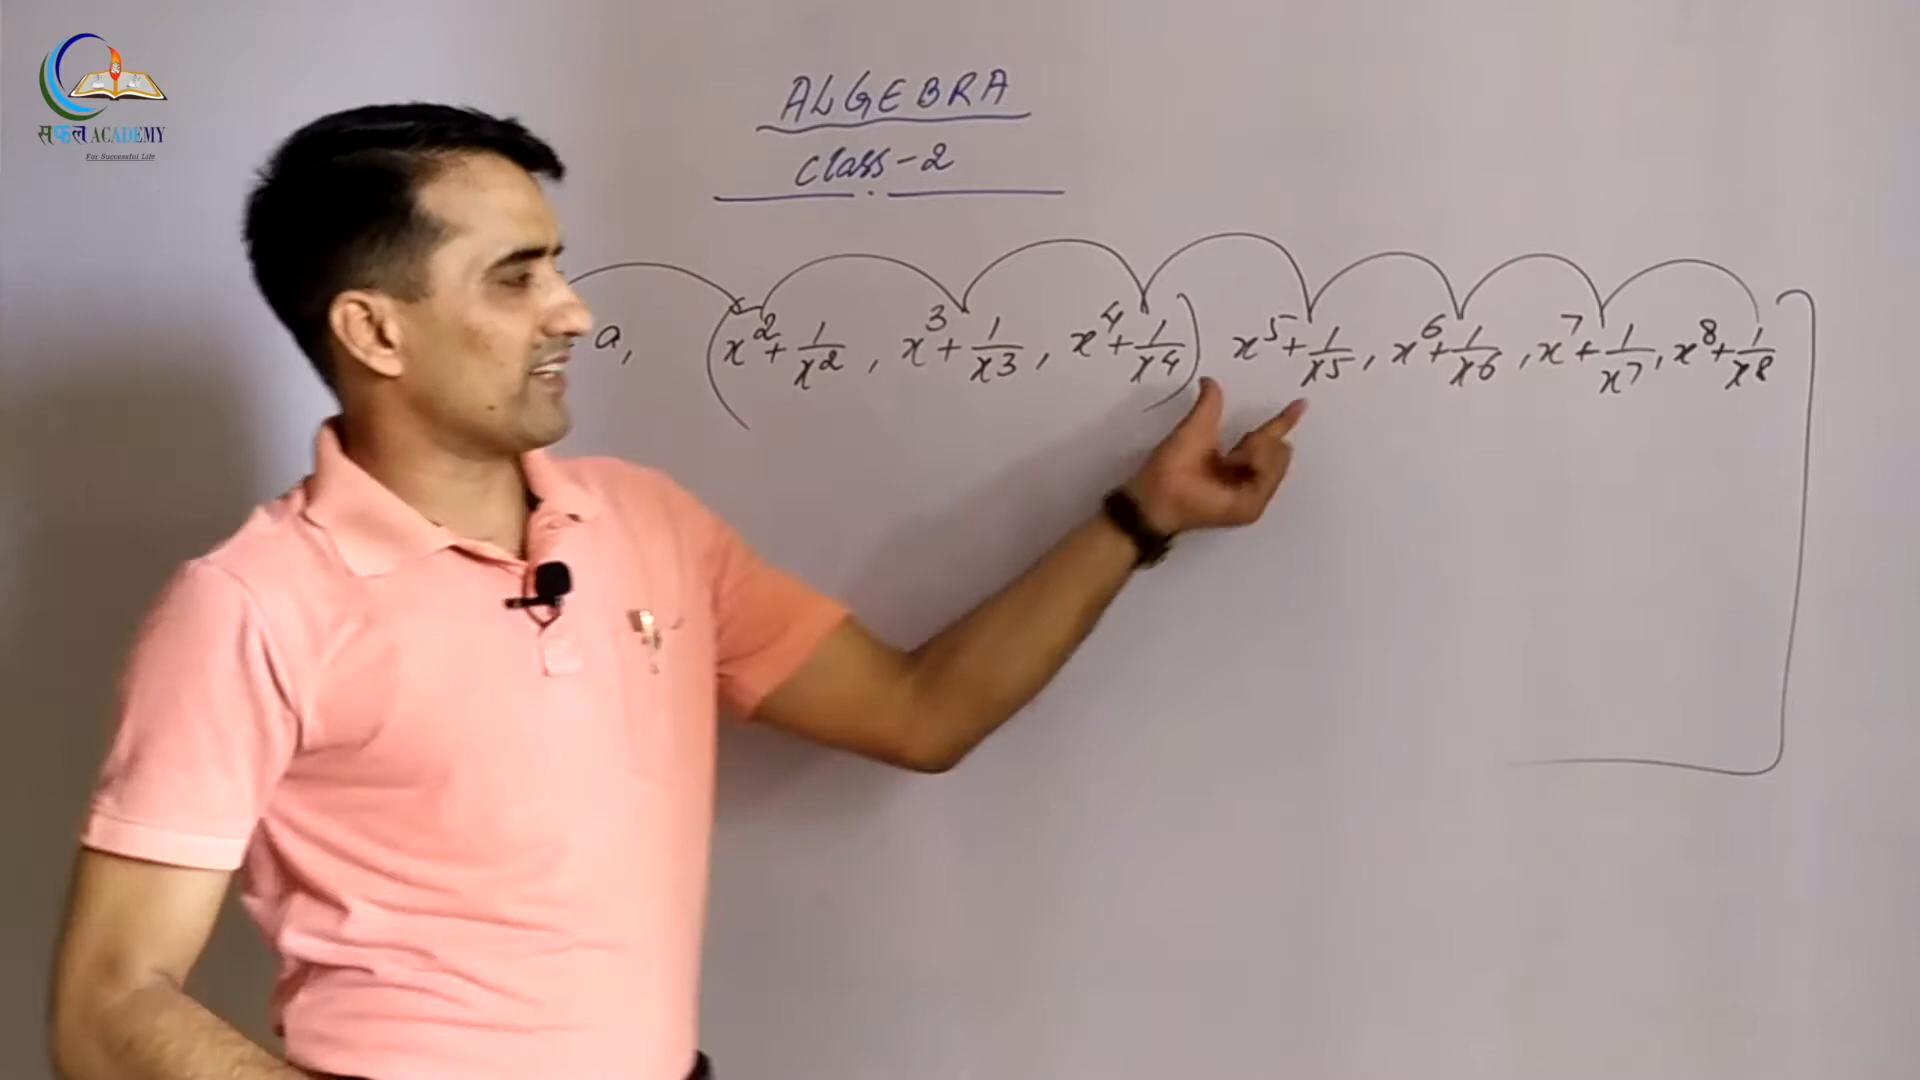 सफल ACADEMY
For Successful Life
ALGEBRA
Class-2
a, (x²+1/x², x³+1/x3, x⁴+1/x4) x⁵+1/x5, x⁶+1/x6, x⁷+1/x7, x⁸+1/x8